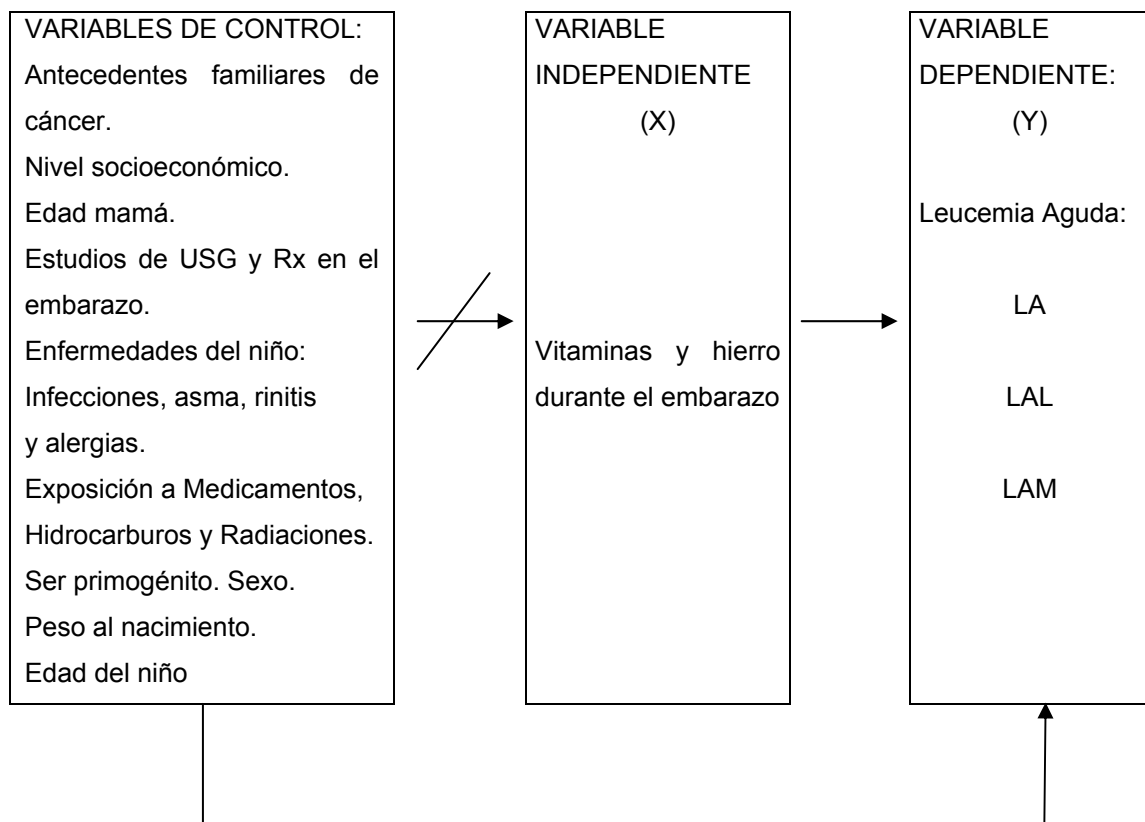 VARIABLES DE CONTROL:
Antecedentes familiares de
cáncer.
Nivel socioeconómico.
Edad mamá.
Estudios de USG y Rx en el
embarazo.
Enfermedades del niño:
Infecciones, asma, rinitis
y alergias.
Exposición a Medicamentos,
Hidrocarburos y Radiaciones.
Ser primogénito. Sexo.
Peso al nacimiento.
Edad del niño
VARIABLE
INDEPENDIENTE
(X)
Vitaminas y hierro
durante el embarazo
VARIABLE
DEPENDIENTE:
(Y)
Leucemia Aguda:
LA
LAL
LAM